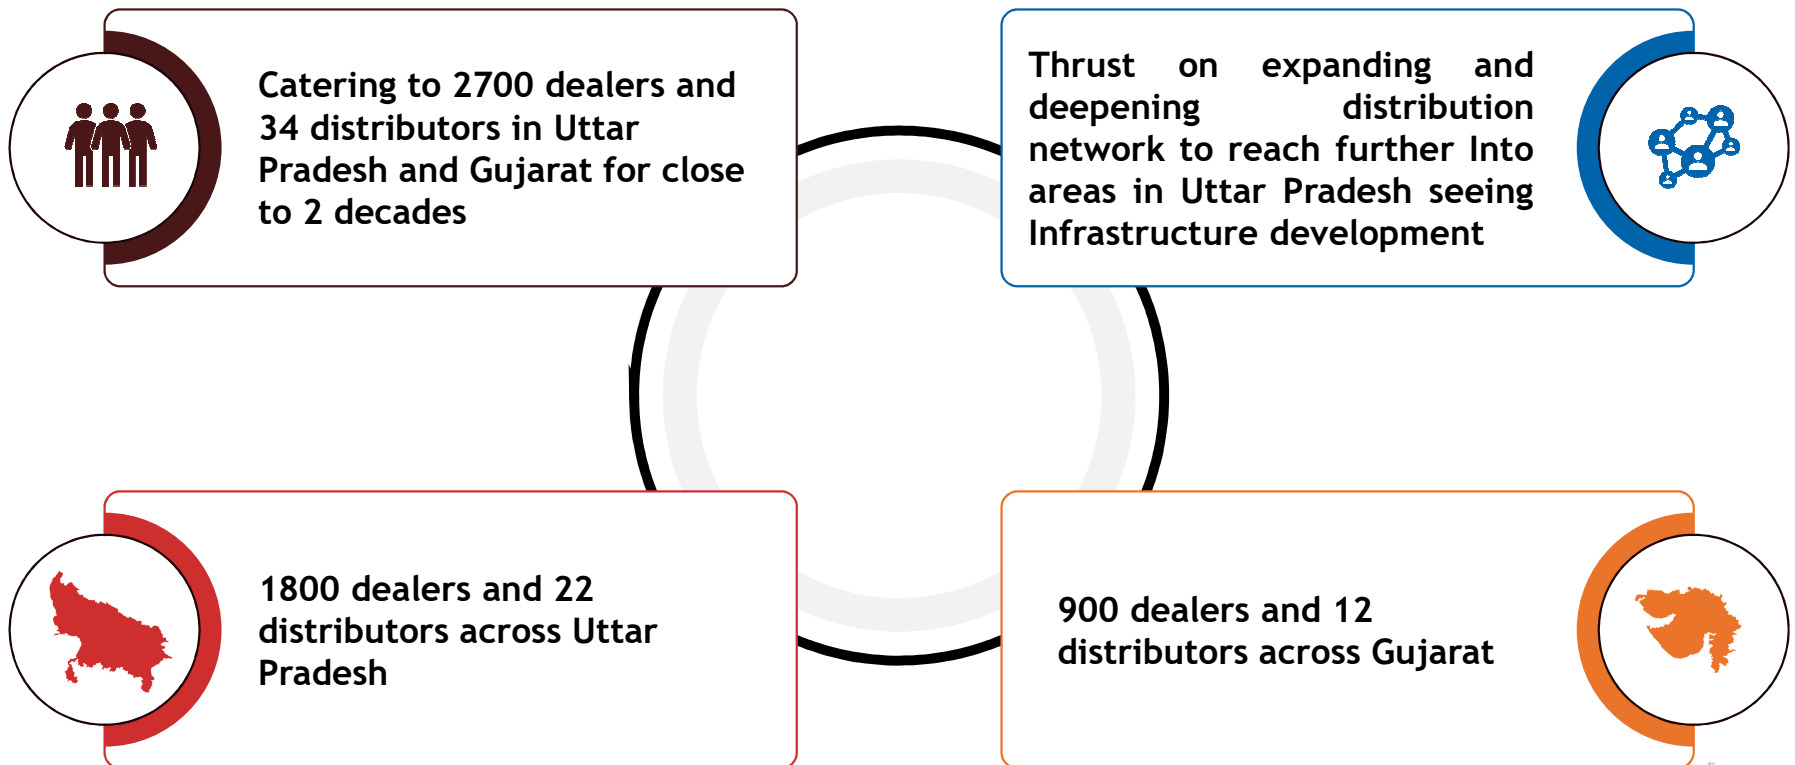 Catering to 2700 dealers and
34 distributors in Uttar
Pradesh and Gujarat for close
to 2 decades
Thrust on expanding and
deepening distribution
network to reach further Into
areas in Uttar Pradesh seeing
Infrastructure development
1800 dealers and 22
distributors across Uttar
Pradesh
900 dealers and 12
distributors across Gujarat